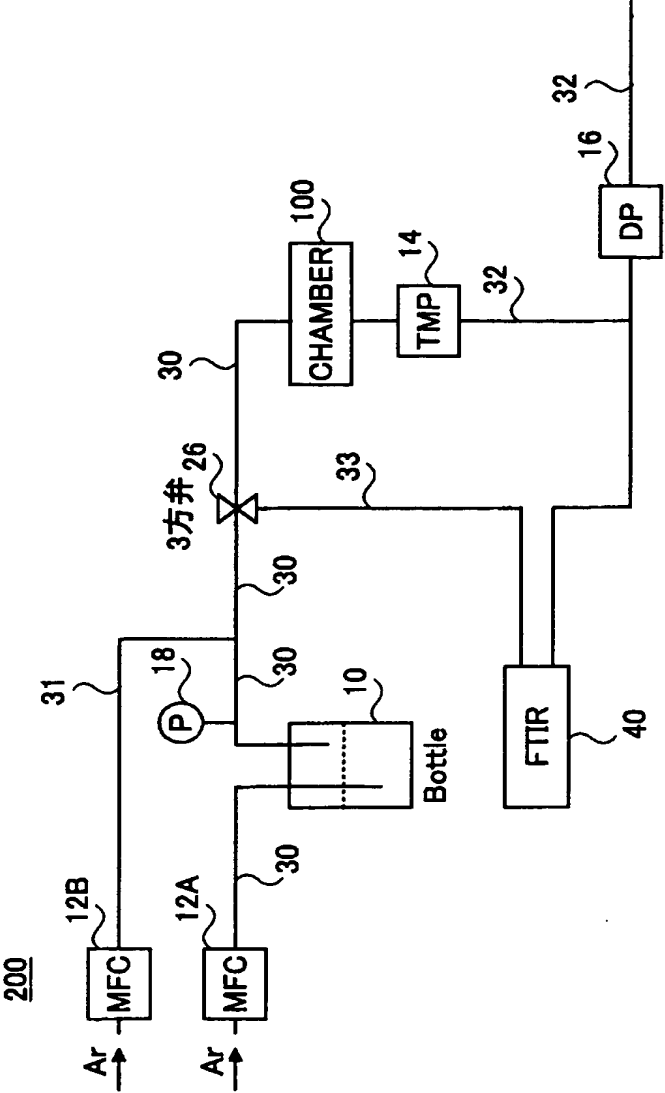 200
Ar
MFC
12B
31
Ar
MFC
12A
30
Bottle
10
P
18
30
30
3方弁
26
30
CHAMBER
100
TMP
14
32
33
FTIR
40
DP
16
32